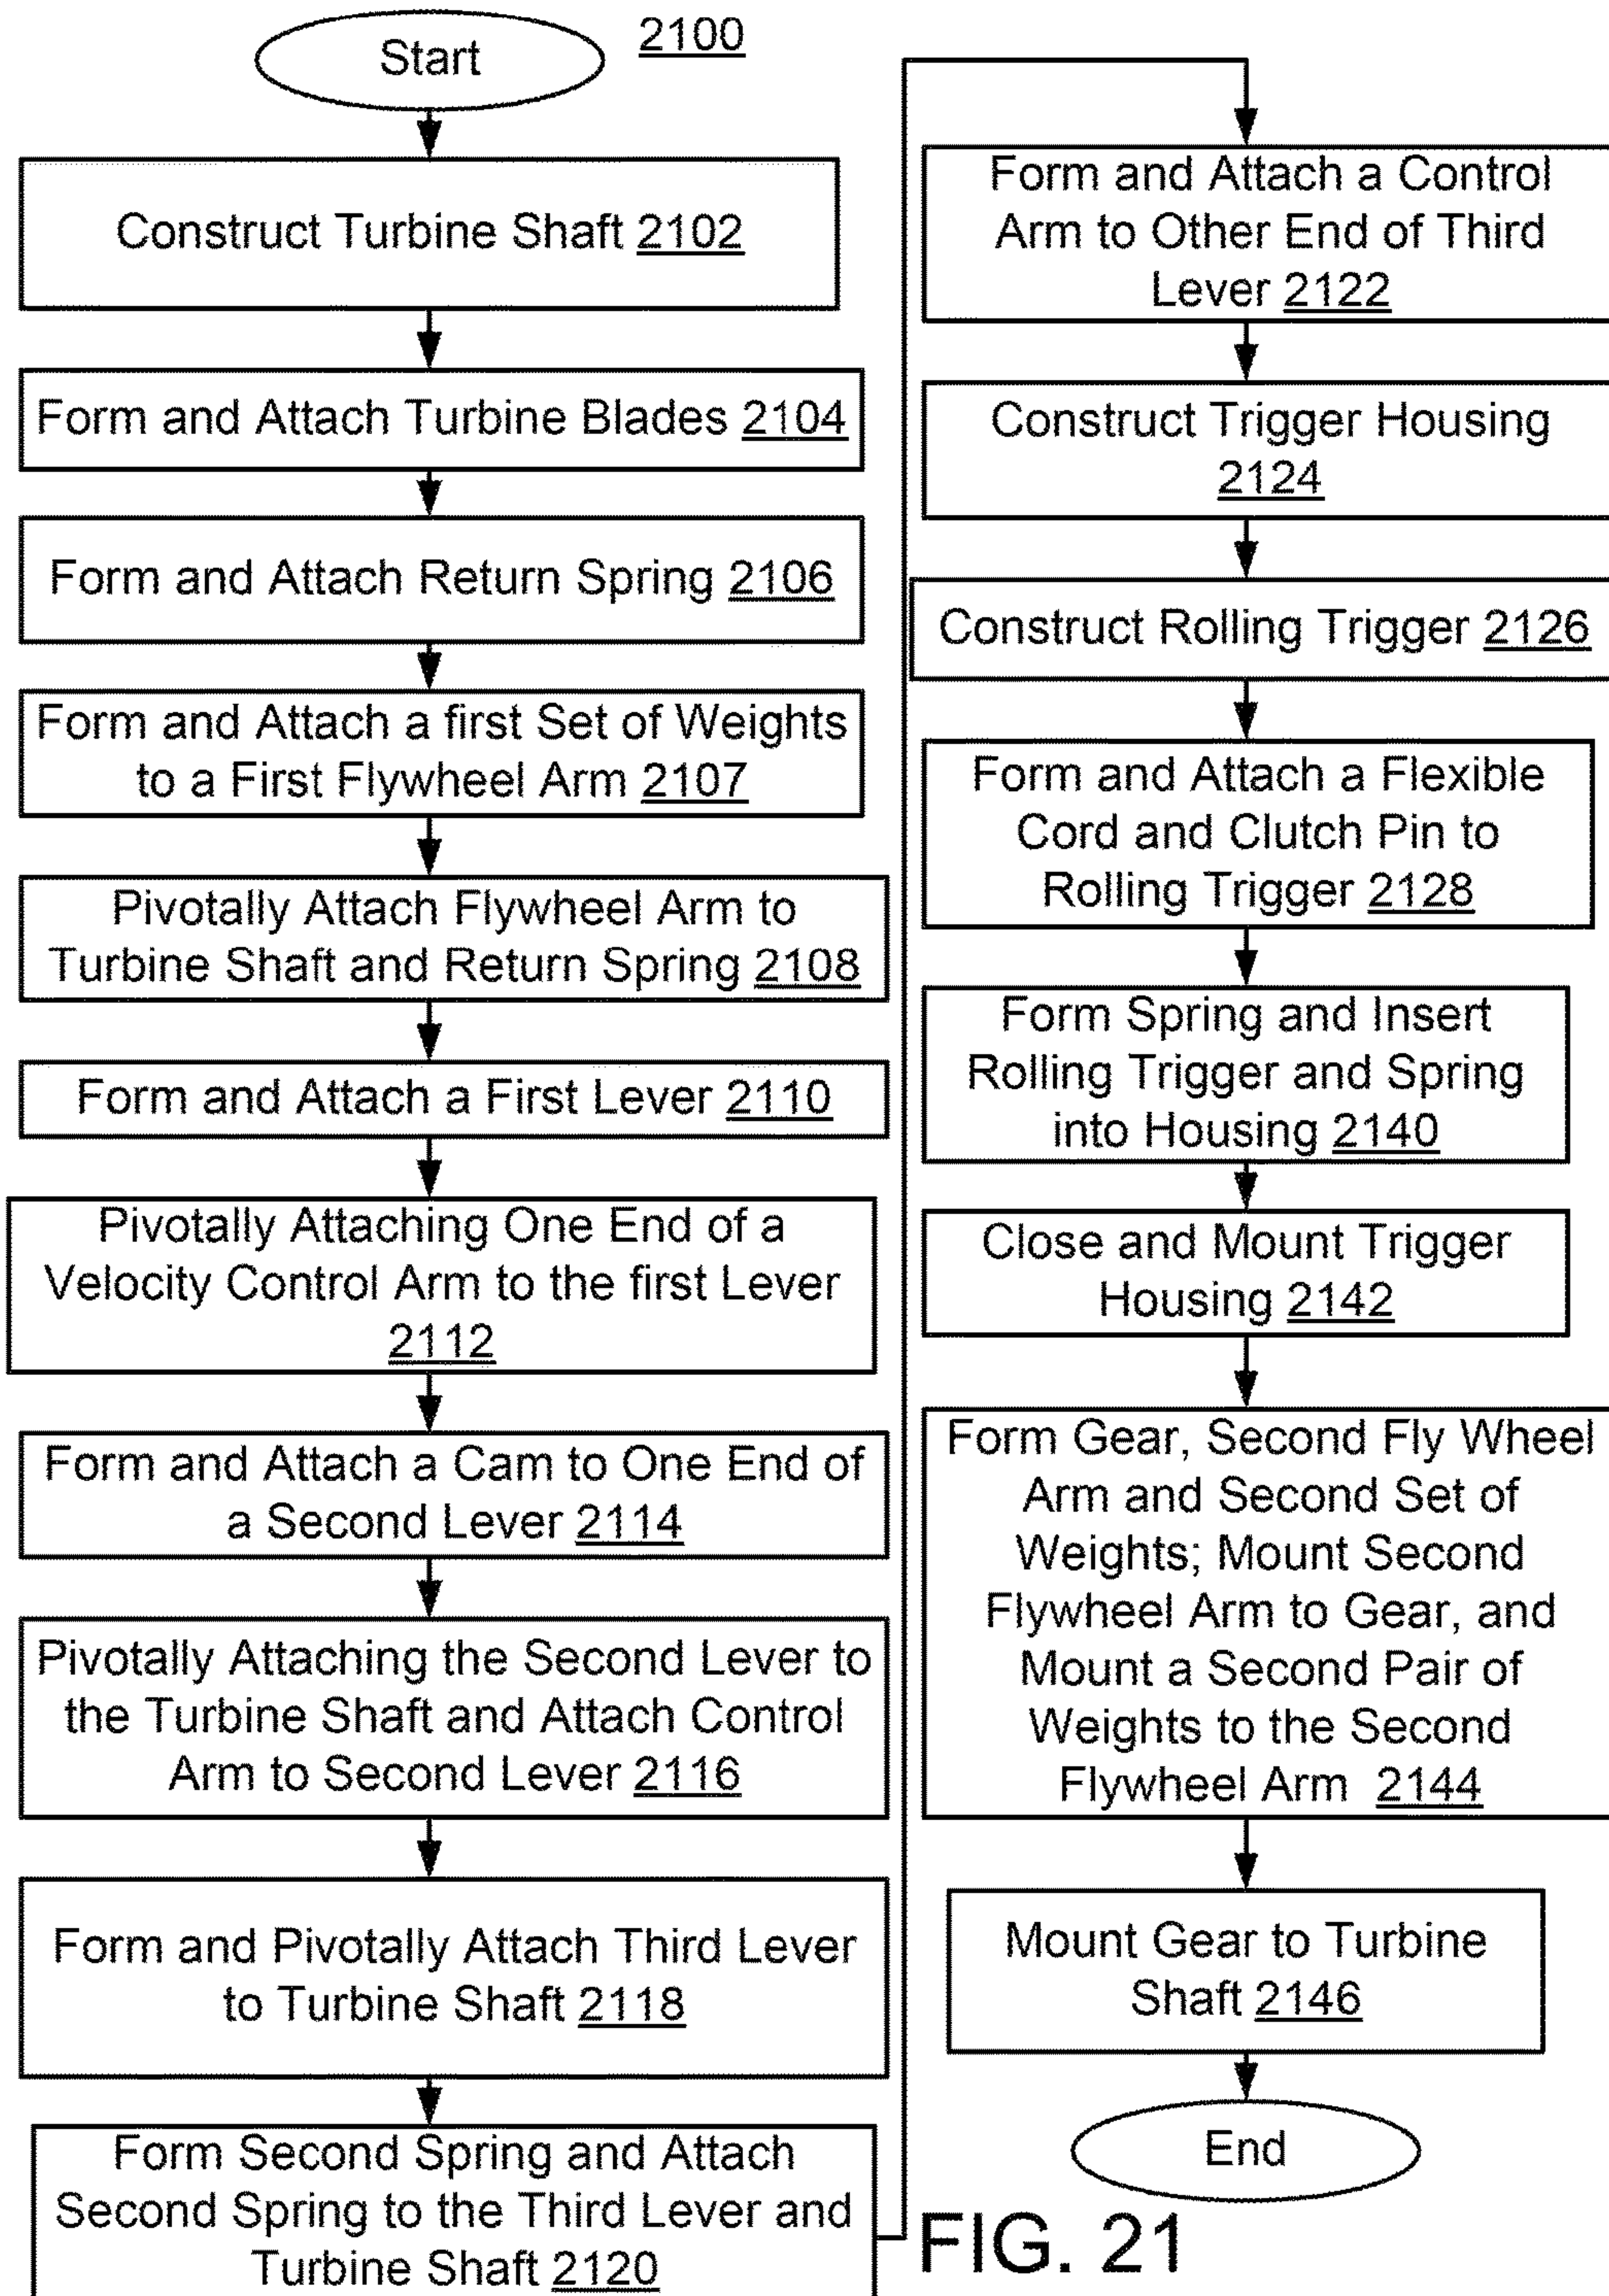 Start
2100
Construct Turbine Shaft 2102
Form and Attach Turbine Blades 2104
Form and Attach Return Spring 2106
Form and Attach a first Set of Weights
to a First Flywheel Arm 2107
Pivotally Attach Flywheel Arm to
Turbine Shaft and Return Spring 2108
Form and Attach a First Lever 2110
Pivotally Attaching One End of a
Velocity Control Arm to the first Lever
2112
Form and Attach a Cam to One End of
a Second Lever 2114
Pivotally Attaching the Second Lever to
the Turbine Shaft and Attach Control
Arm to Second Lever 2116
Form and Pivotally Attach Third Lever
to Turbine Shaft 2118
Form Second Spring and Attach
Second Spring to the Third Lever and
Turbine Shaft 2120
Form and Attach a Control
Arm to Other End of Third
Lever 2122
Construct Trigger Housing
2124
Construct Rolling Trigger 2126
Form and Attach a Flexible
Cord and Clutch Pin to
Rolling Trigger 2128
Form Spring and Insert
Rolling Trigger and Spring
into Housing 2140
Close and Mount Trigger
Housing 2142
Form Gear, Second Fly Wheel
Arm and Second Set of
Weights; Mount Second
Flywheel Arm to Gear, and
Mount a Second Pair of
Weights to the Second
Flywheel Arm 2144
Mount Gear to Turbine
Shaft 2146
End
FIG. 21